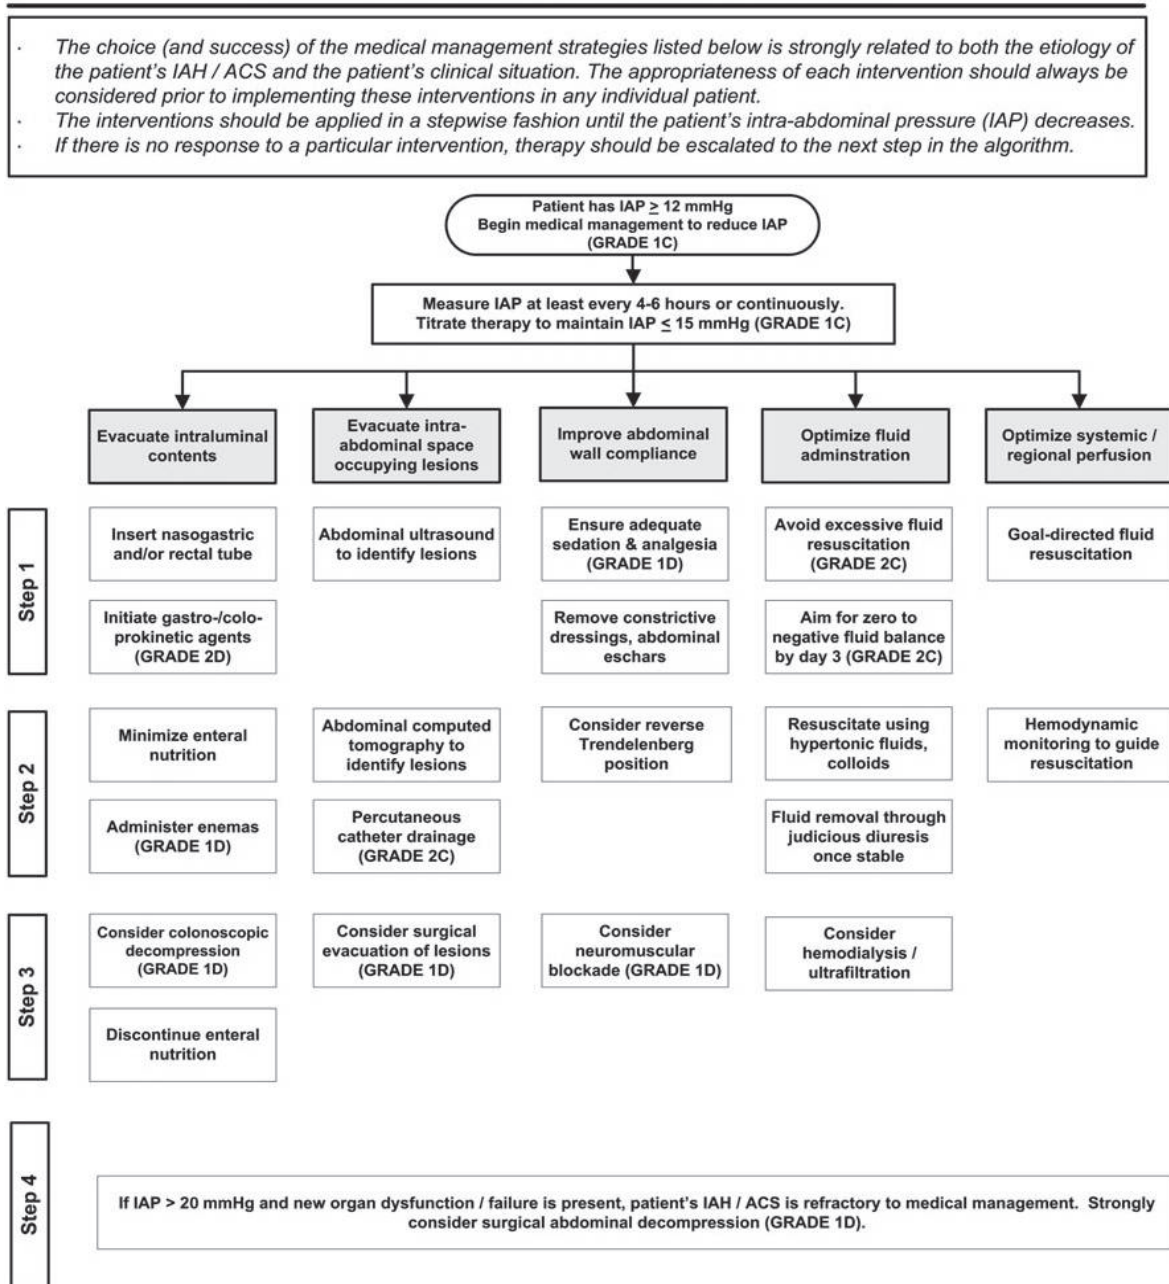 · The choice (and success) of the medical management strategies listed below is strongly related to both the etiology of
the patient's IAH / ACS and the patient's clinical situation. The appropriateness of each intervention should always be
considered prior to implementing these interventions in any individual patient.
· The interventions should be applied in a stepwise fashion until the patient's intra-abdominal pressure (IAP) decreases.
· If there is no response to a particular intervention, therapy should be escalated to the next step in the algorithm.
Patient has IAP ≥ 12 mmHg
Begin medical management to reduce IAP
(GRADE 1C)
Measure IAP at least every 4-6 hours or continuously.
Titrate therapy to maintain IAP ≤ 15 mmHg (GRADE 1C)
Evacuate intraluminal
contents
Evacuate intra-
abdominal space
occupying lesions
Improve abdominal
wall compliance
Optimize fluid
adminstration
Optimize systemic /
regional perfusion
Step 1
Insert nasogastric
and/or rectal tube
Abdominal ultrasound
to identify lesions
Ensure adequate
sedation & analgesia
(GRADE 1D)
Avoid excessive fluid
resuscitation
(GRADE 2C)
Goal-directed fluid
resuscitation
Initiate gastro-/colo-
prokinetic agents
(GRADE 2D)
Remove constrictive
dressings, abdominal
eschars
Aim for zero to
negative fluid balance
by day 3 (GRADE 2C)
Step 2
Minimize enteral
nutrition
Abdominal computed
tomography to
identify lesions
Consider reverse
Trendelenberg
position
Resuscitate using
hypertonic fluids,
colloids
Hemodynamic
monitoring to guide
resuscitation
Administer enemas
(GRADE 1D)
Percutaneous
catheter drainage
(GRADE 2C)
Fluid removal through
judicious diuresis
once stable
Step 3
Consider colonoscopic
decompression
(GRADE 1D)
Consider surgical
evacuation of lesions
(GRADE 1D)
Consider
neuromuscular
blockade (GRADE 1D)
Consider
hemodialysis /
ultrafiltration
Discontinue enteral
nutrition
Step 4
If IAP > 20 mmHg and new organ dysfunction / failure is present, patient's IAH / ACS is refractory to medical management. Strongly
consider surgical abdominal decompression (GRADE 1D).